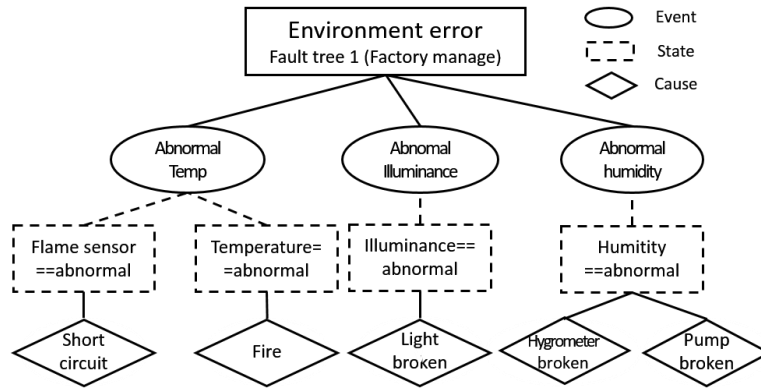 Environment error
Fault tree 1 (Factory manage)
Event
State
Cause
Abnormal
Temp
Abnomal
Illuminance
Abnormal
humidity
Flame sensor
==abnormal
Temperature=
=abnormal
Illuminance==
abnormal
Humitity
==abnormal
Short
circuit
Fire
Light
broken
Hygrometer
broken
Pump
broken